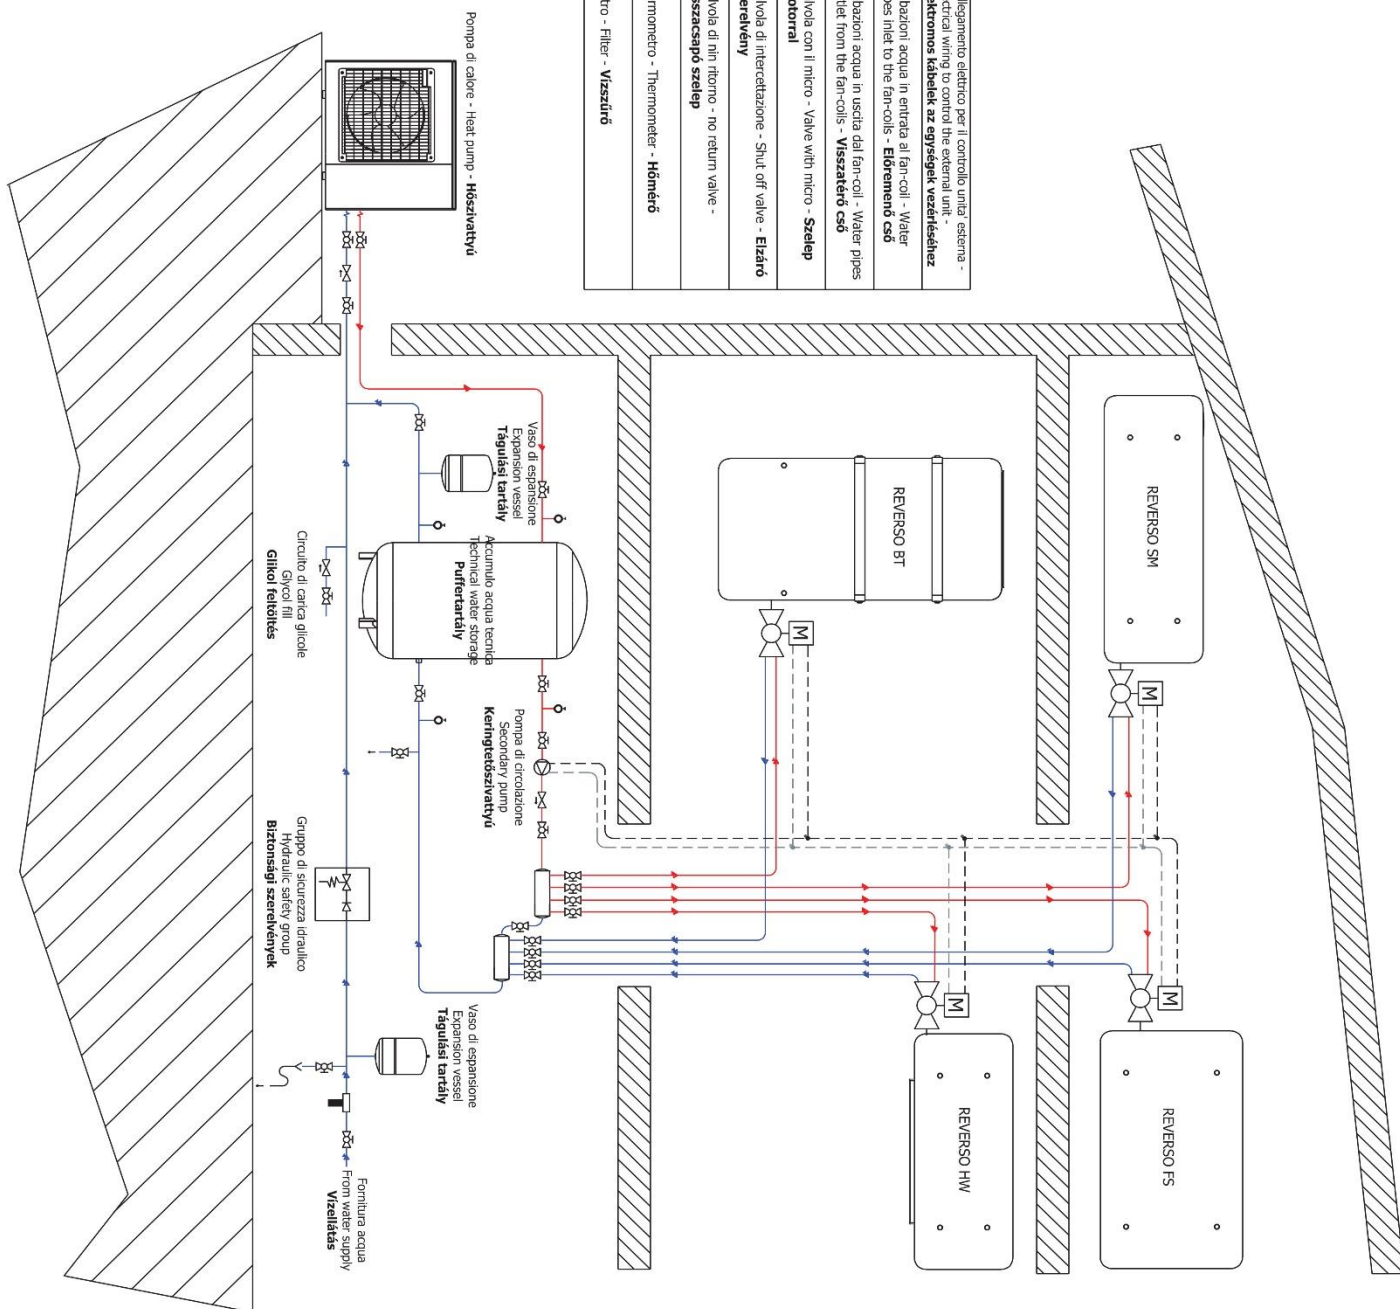 REVERSO SM
REVERSO FS
llegamento elettrico per il controllo unita' esterna -
ctrical wiring to control the external unit -
ektromos kábelek az egységek vezérléséhez
bazioni acqua in entrata al fan-coil - Water
pes inlet to the fan-coils - Előremenő cső
bazioni acqua in uscita dal fan-coil - Water pipes
tlet from the fan-coils - Visszatérő cső
lvola con il micro - Valve with micro - Szelep
otorral
lvola di intercettazione - Shut off valve - Elzáró
erelvény
lvola di nin ritorno - no return valve -
sszacsapó szelep
rmometro - Thermometer - Hőmérő
tro - Filter - Vízszűrő
REVERSO BT
REVERSO HW
M
M
M
M
Pompa di calore - Heat pump - Hőszivattyú
Vaso di espansione
Expansion vessel
Tágulási tartály
Accumulo acqua tecnica
Technical water storage
Puffertartály
Pompa di circolazione
Secondary pump
Keringtetőszivattyú
Vaso di espansione
Expansion vessel
Tágulási tartály
Circuito di carica glicole
Glycol fill
Glikol feltöltés
Gruppo di sicurezza idraulico
Hydraulic safety group
Biztonsági szerelvények
Fornitura acqua
From water supply
Vízellátás